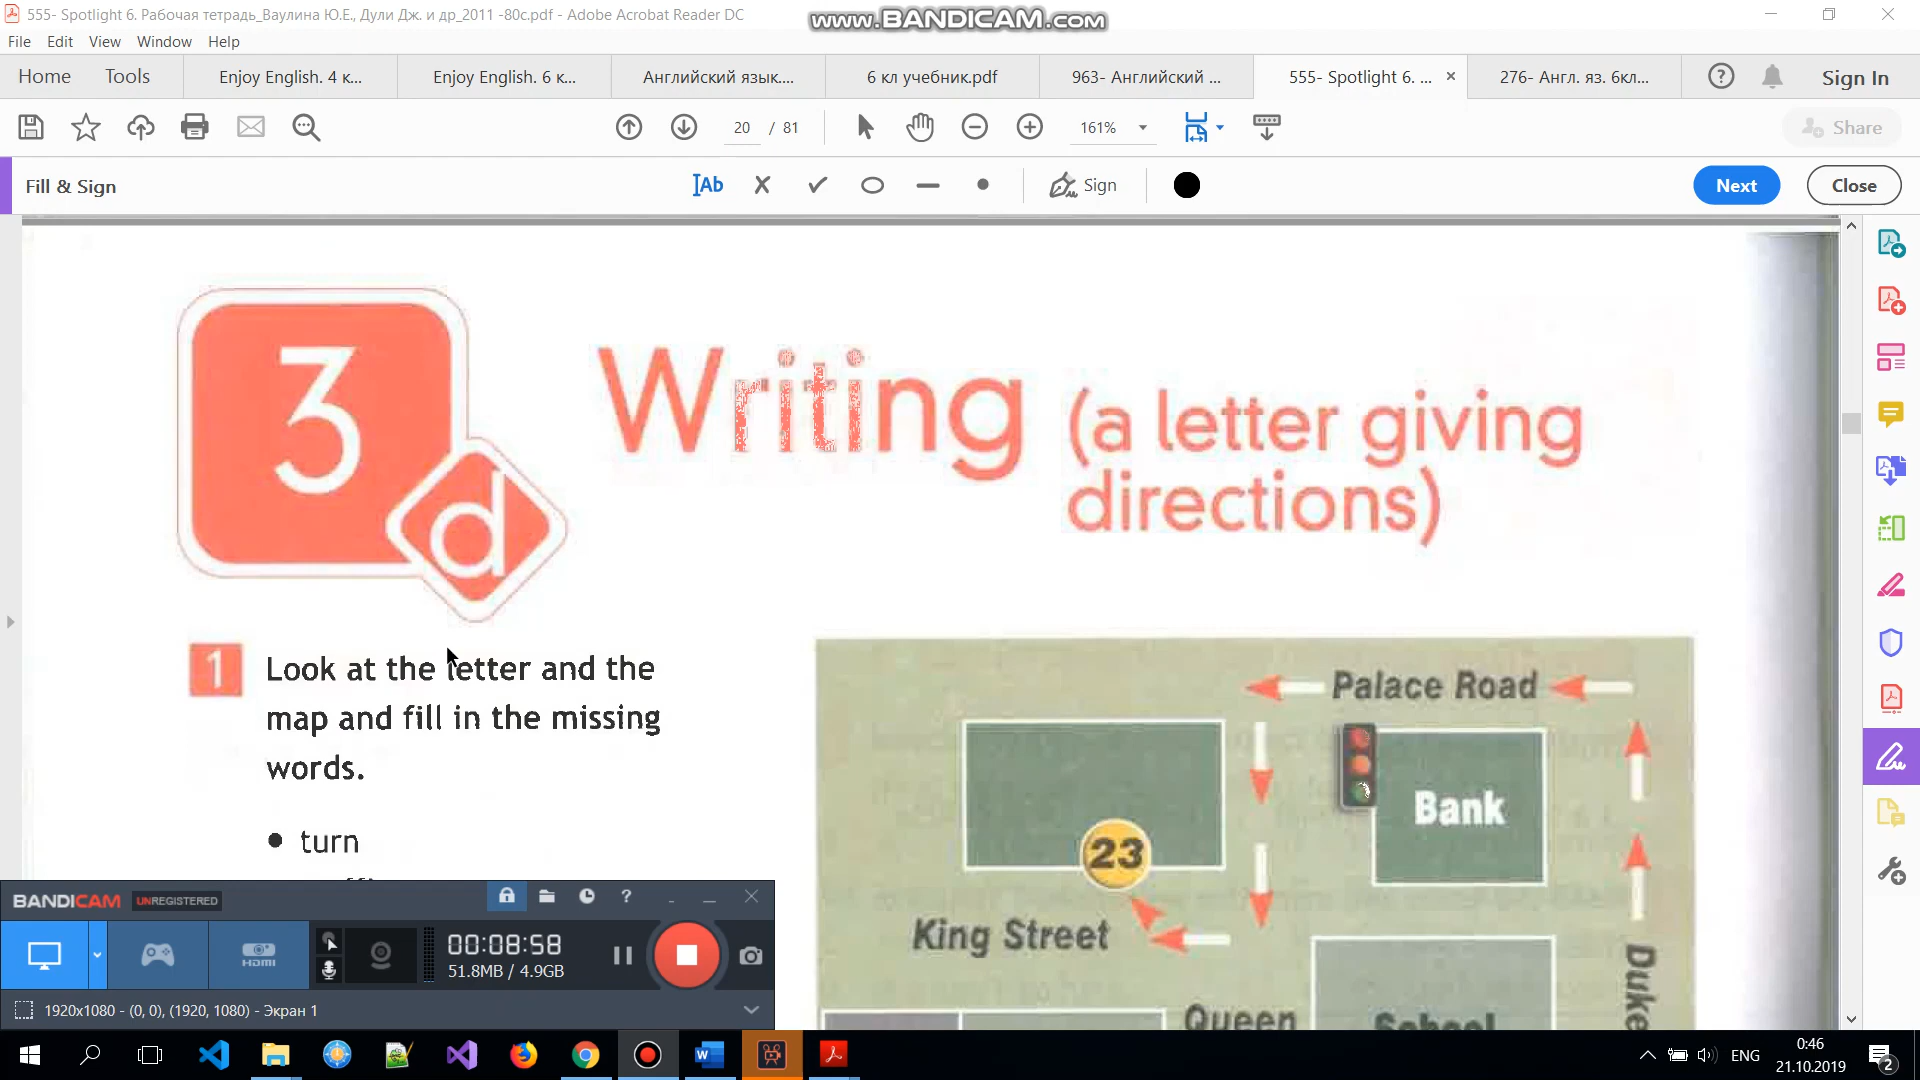 555- Spotlight 6. Рабочая тетрадь_Ваулина Ю.Е., Дули Дж. и др_2011 -80с.pdf - Adobe Acrobat Reader DC
www.BANDICAM.com
File Edit View Window Help
Home Tools Enjoy English. 4 к... Enjoy English. 6 к... Английский язык.... 6 кл учебник.pdf 963- Английский ... 555- Spotlight 6. ... 276- Англ. яз. 6кл... Sign In
20 / 81 161% Share
Fill & Sign Ab Sign Next Close
3 d
Writing (a letter giving directions)
1 Look at the letter and the
map and fill in the missing
words.
• turn
Palace Road
Bank
23
King Street
Duke
Queen
School
BANDICAM UNREGISTERED
HDMI
00:08:58
51.8MB / 4.9GB
1920x1080 - (0, 0), (1920, 1080) - Экран 1
ENG
0:46
21.10.2019
2